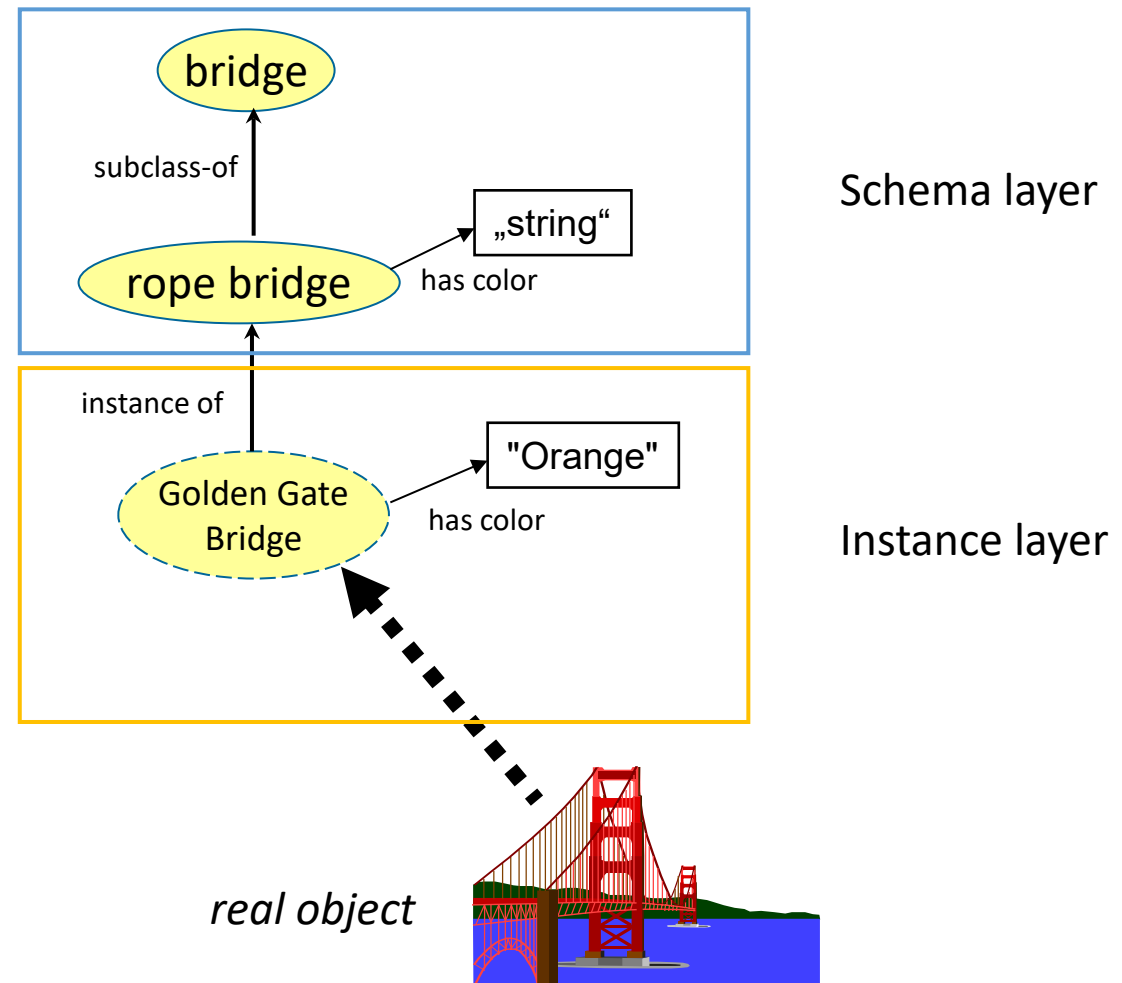 bridge
subclass-of
Schema layer
„string“
rope bridge
has color
instance of
"Orange"
Golden Gate
Bridge
has color
Instance layer
real object